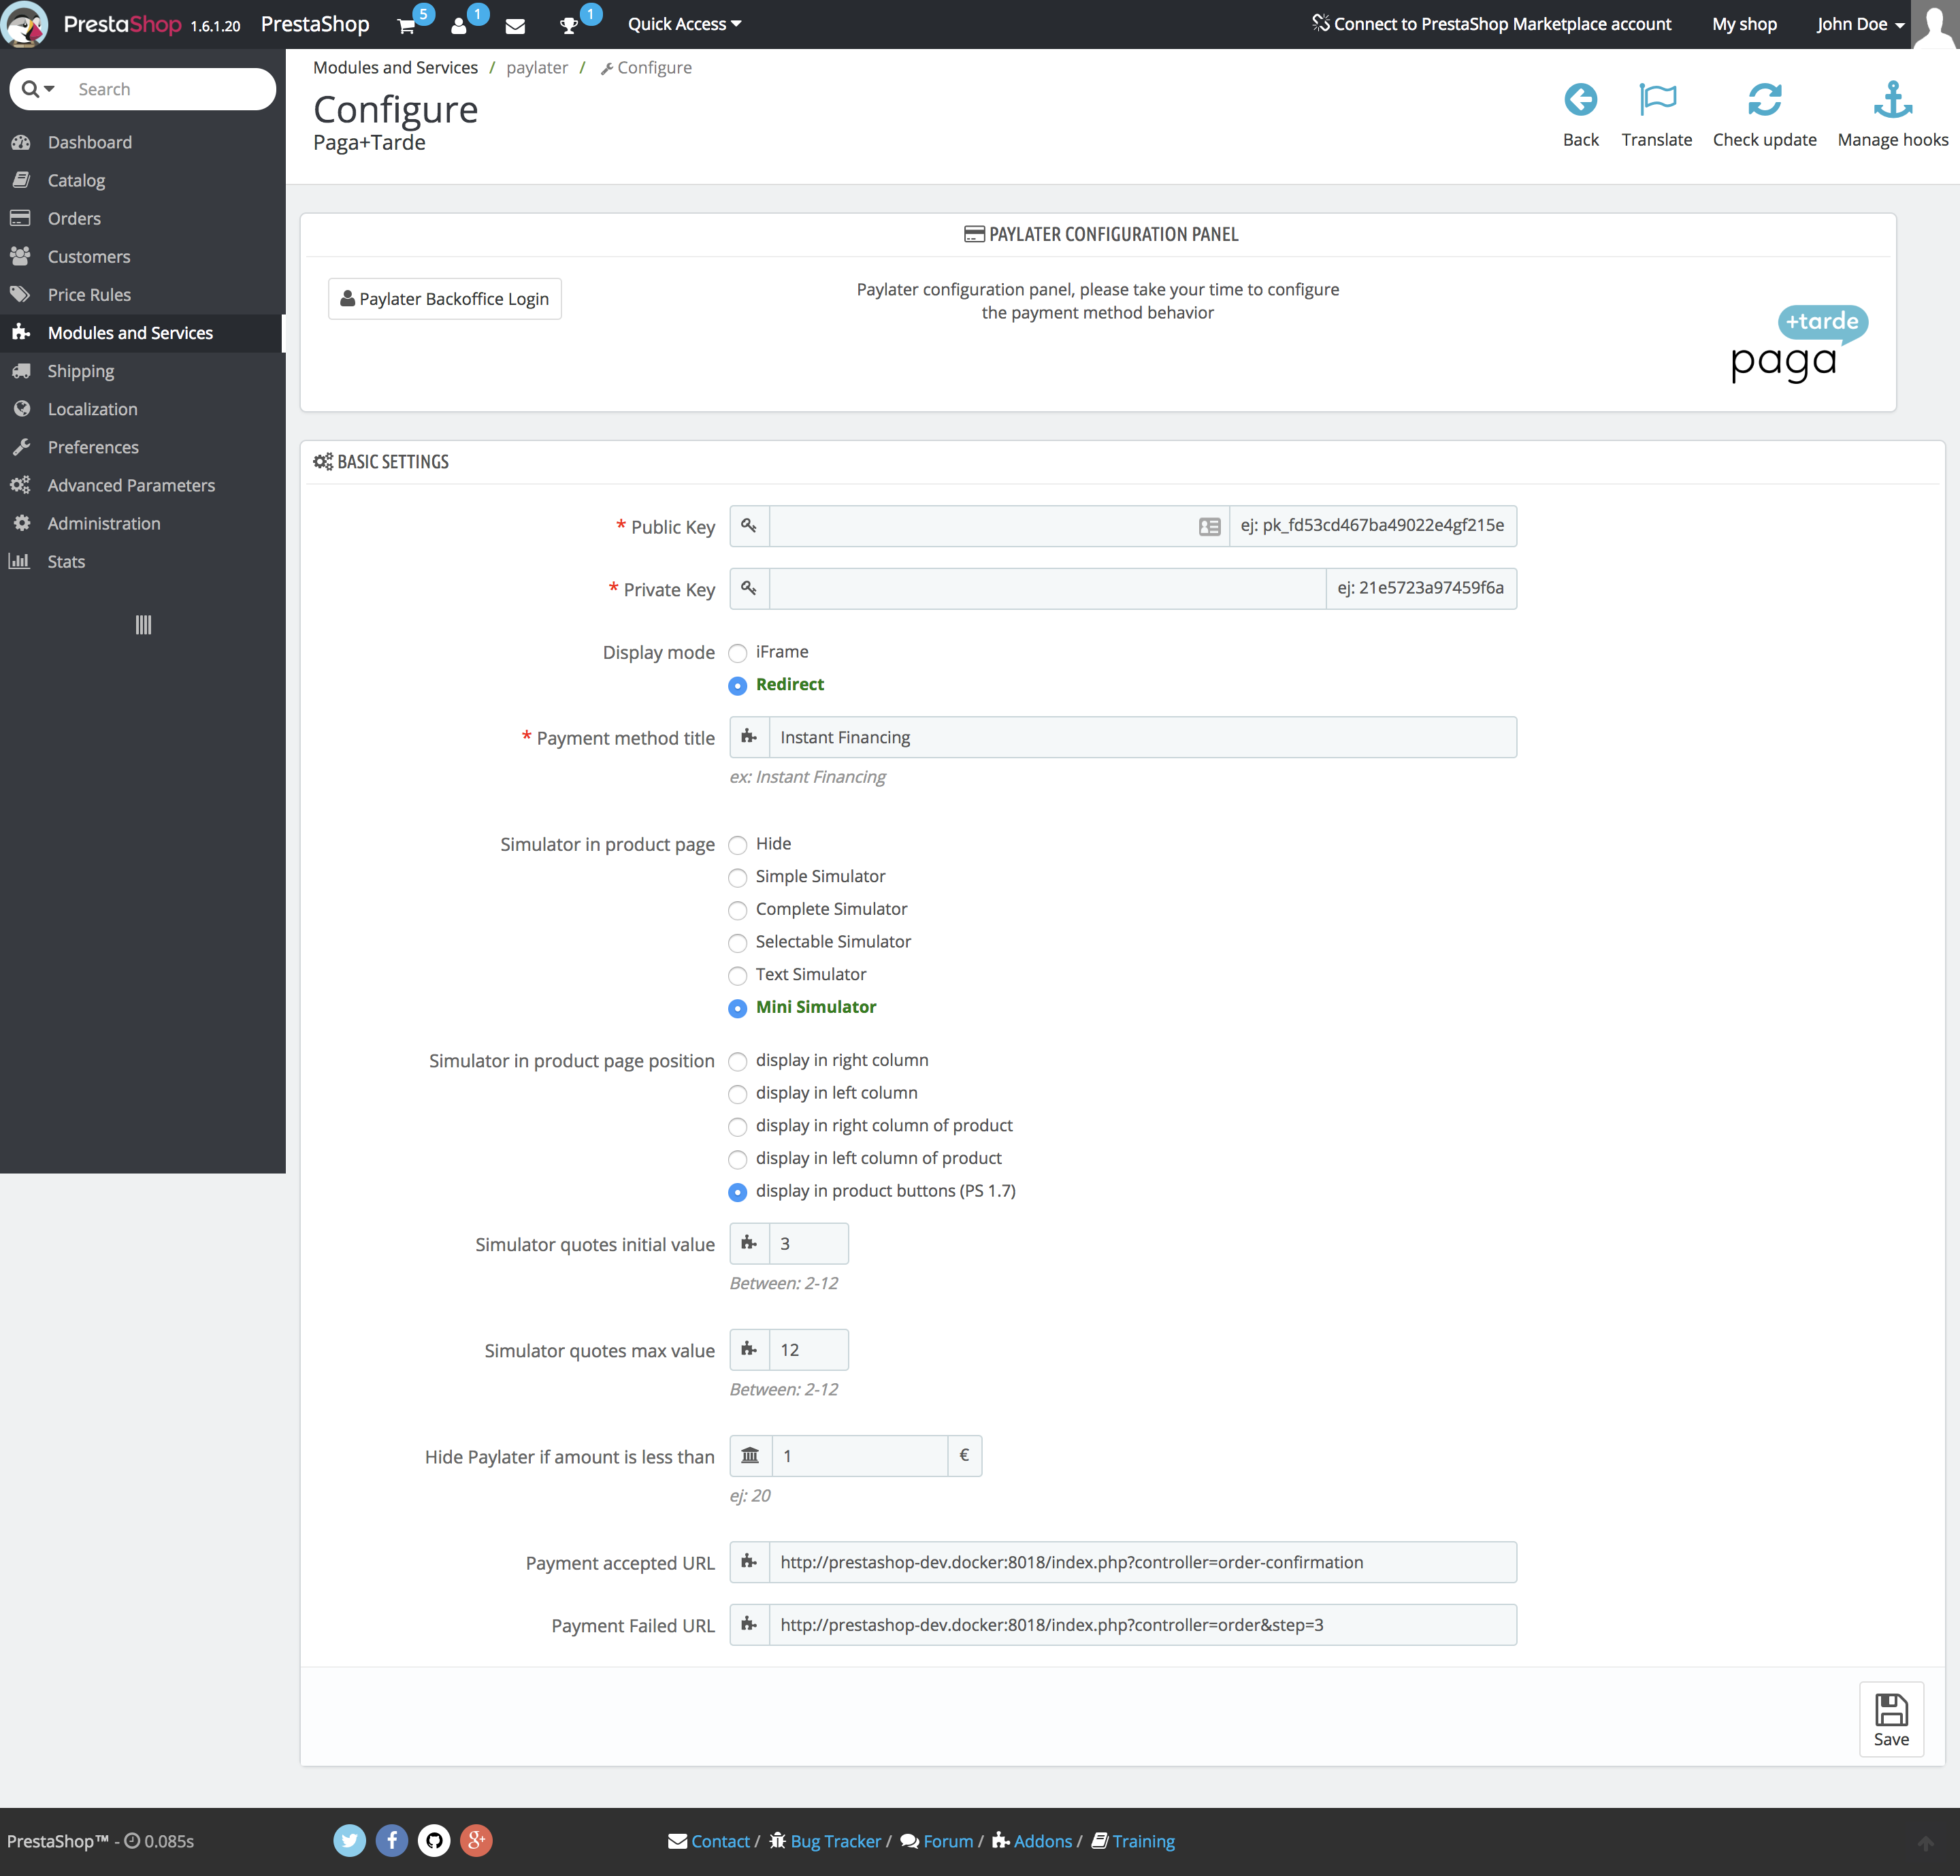 PrestaShop 1.6.1.20 PrestaShop 5 1 1 Quick Access Connect to PrestaShop Marketplace account My shop John Doe
Search
Dashboard
Catalog
Orders
Customers
Price Rules
Modules and Services
Shipping
Localization
Preferences
Advanced Parameters
Administration
Stats
Modules and Services / paylater / Configure
Configure
Paga+Tarde
Back Translate Check update Manage hooks
PAYLATER CONFIGURATION PANEL
Paylater Backoffice Login
Paylater configuration panel, please take your time to configure
the payment method behavior
+tarde
paga
BASIC SETTINGS
* Public Key ej: pk_fd53cd467ba49022e4gf215e
* Private Key ej: 21e5723a97459f6a
Display mode iFrame
Redirect
* Payment method title Instant Financing
ex: Instant Financing
Simulator in product page Hide
Simple Simulator
Complete Simulator
Selectable Simulator
Text Simulator
Mini Simulator
Simulator in product page position display in right column
display in left column
display in right column of product
display in left column of product
display in product buttons (PS 1.7)
Simulator quotes initial value 3
Between: 2-12
Simulator quotes max value 12
Between: 2-12
Hide Paylater if amount is less than 1 €
ej: 20
Payment accepted URL http://prestashop-dev.docker:8018/index.php?controller=order-confirmation
Payment Failed URL http://prestashop-dev.docker:8018/index.php?controller=order&step=3
Save
PrestaShop™ - 0.085s f g+ Contact / Bug Tracker / Forum / Addons / Training